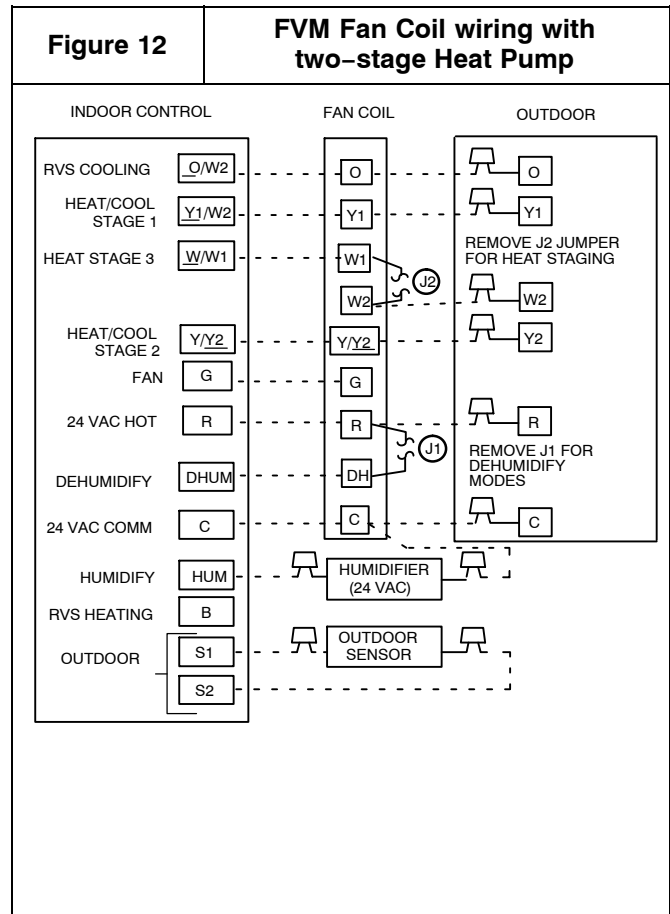 Figure 12
FVM Fan Coil wiring with
two-stage Heat Pump
INDOOR CONTROL
FAN COIL
OUTDOOR
RVS COOLING
O/W2
O
O
HEAT/COOL
STAGE 1
Y1/W2
Y1
Y1
HEAT STAGE 3
W/W1
W1
REMOVE J2 JUMPER
FOR HEAT STAGING
J2
W2
W2
HEAT/COOL
STAGE 2
Y/Y2
Y/Y2
Y2
FAN
G
G
24 VAC HOT
R
R
R
J1
REMOVE J1 FOR
DEHUMIDIFY
MODES
DEHUMIDIFY
DHUM
DH
24 VAC COMM
C
C
C
HUMIDIFY
HUM
HUMIDIFIER
(24 VAC)
RVS HEATING
B
OUTDOOR
S1
S2
OUTDOOR
SENSOR